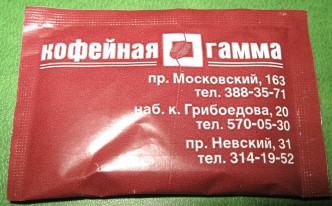 кофейная гамма
пр. Московский, 163
тел. 388-35-71
наб. к. Грибоедова, 20
тел. 570-05-30
пр. Невский, 31
тел. 314-19-52